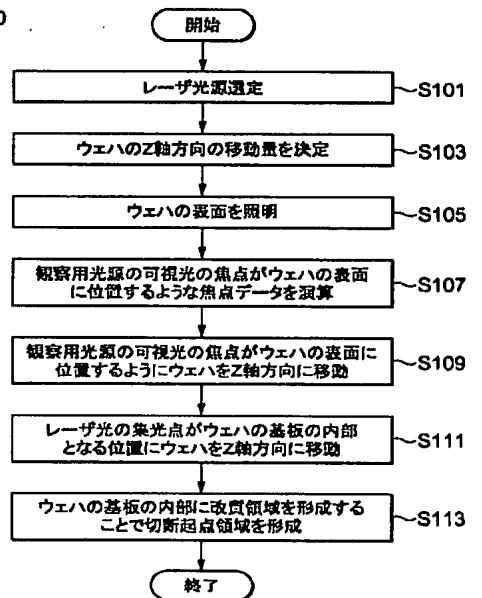 0
開始
レーザ光源選定
S101
ウェハのZ軸方向の移動量を決定
S103
ウェハの表面を照明
S105
観察用光源の可視光の焦点がウェハの表面
に位置するような焦点データを演算
S107
観察用光源の可視光の焦点がウェハの表面に
位置するようにウェハをZ軸方向に移動
S109
レーザ光の集光点がウェハの基板の内部
となる位置にウェハをZ軸方向に移動
S111
ウェハの基板の内部に改質領域を形成する
ことで切断起点領域を形成
S113
終了